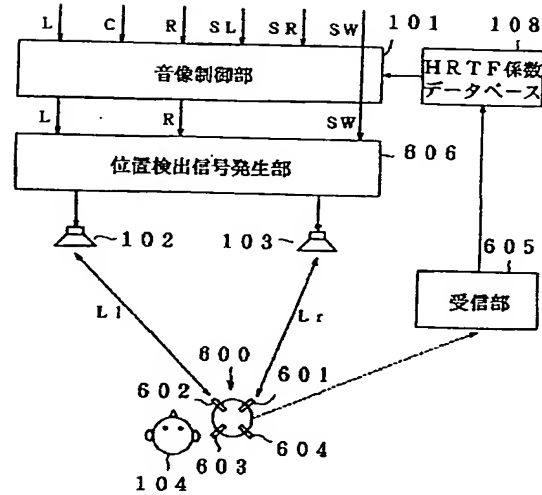 L C R SL SR SW 101 108
音像制御部
HRTF係数
データベース
L R SW
位置検出信号発生部
606
102 103
605
受信部
Ll Lr
600
602 601
603 604
104